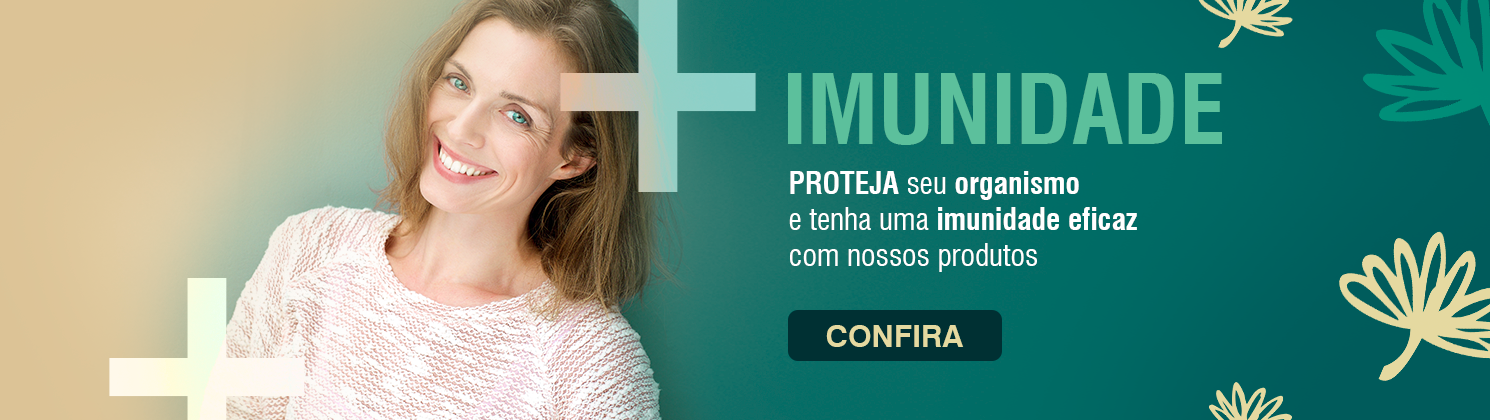 IMUNIDADE
PROTEJA seu organismo
e tenha uma imunidade eficaz
com nossos produtos
CONFIRA